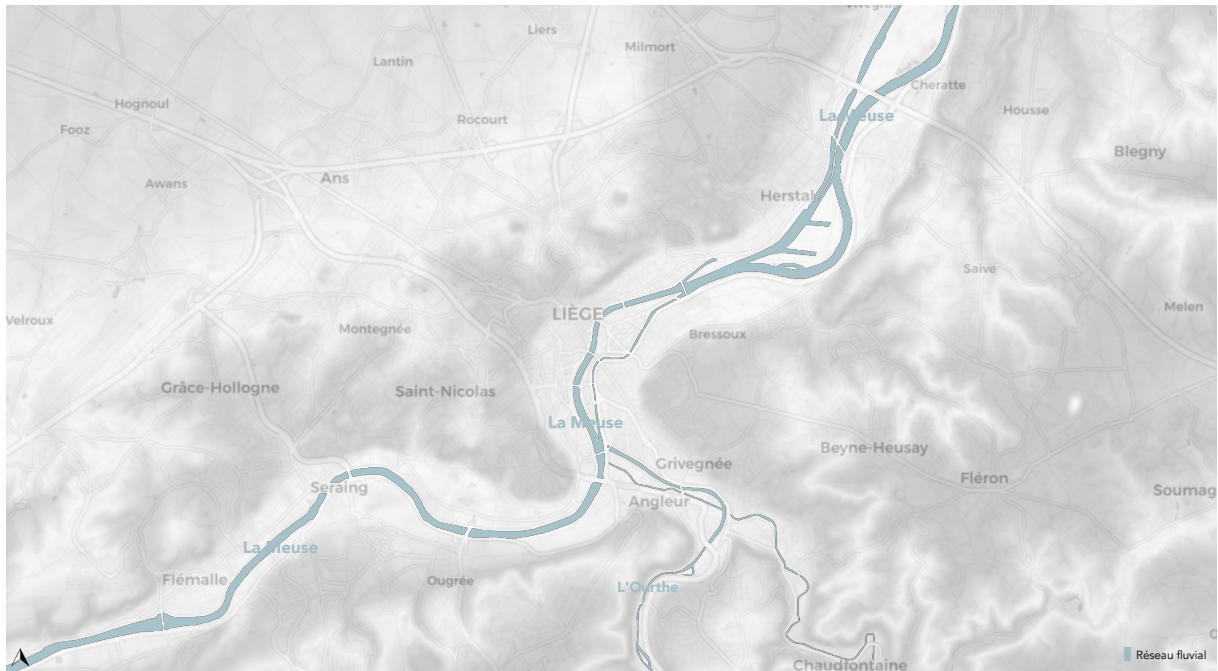 Liers
Milmort
Lantin
Cheratte
Hognoul
Housse
La Meuse
Rocourt
Fooz
Blegny
Ans
Awans
Herstal
Saive
Melen
LIÈGE
Velroux
Montegnée
Bressoux
Grâce-Hollogne
Saint-Nicolas
La Meuse
Beyne-Heusay
Grivegnée
Fléron
Seraing
Soumag
Angleur
La Meuse
Flémalle
Ougrée
L'Ourthe
Réseau fluvial
Chaudfontaine